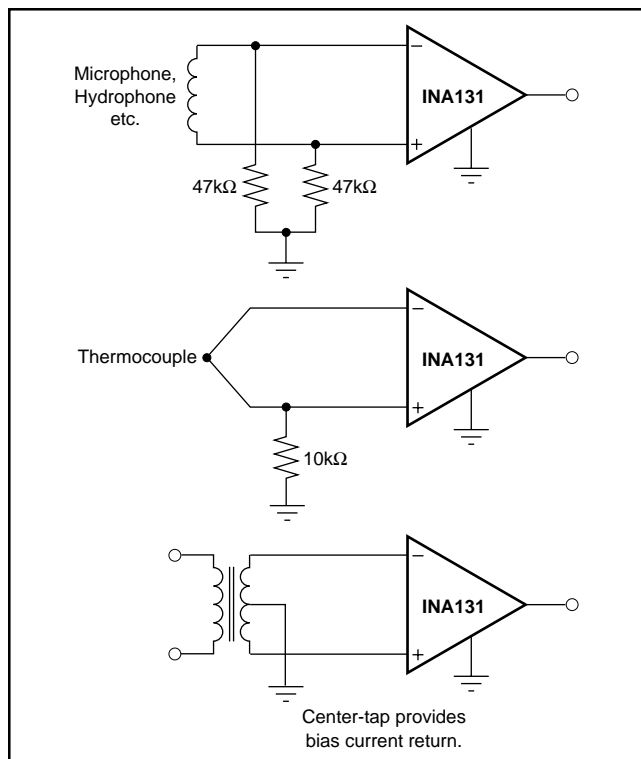 Microphone,
Hydrophone
etc.
−
INA131
+
47kΩ
47kΩ
−
Thermocouple
INA131
+
10kΩ
−
INA131
+
Center-tap provides
bias current return.